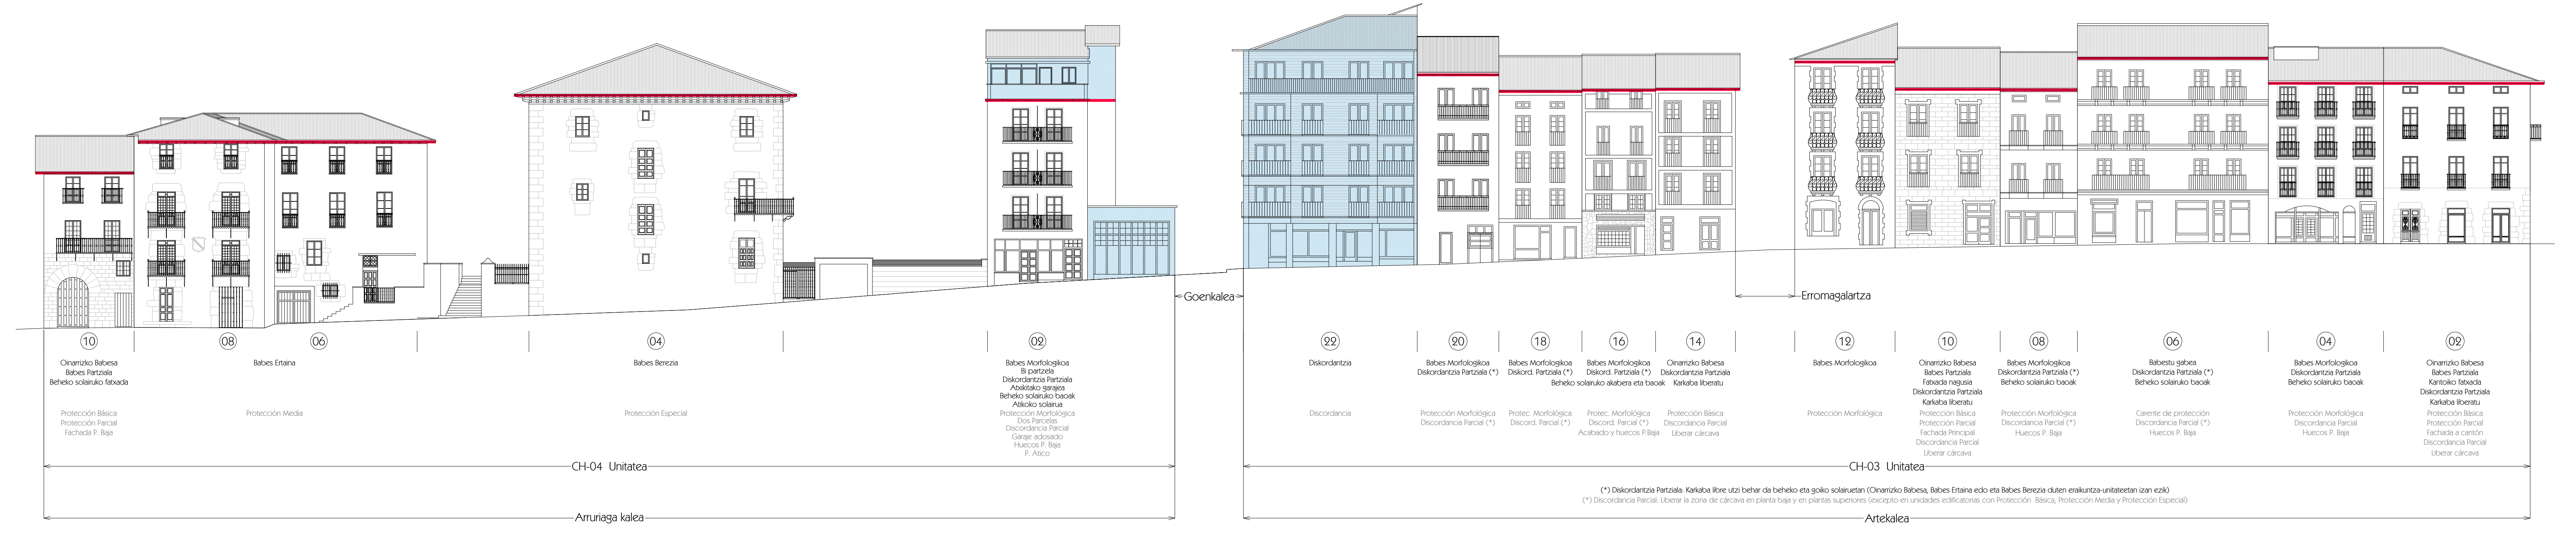 Goenkalea
Erromagalartza
10
Oinarrizko Babesa
Babes Partziala
Beheko solairuko fatxada
Protección Básica
Protección Parcial
Fachada P. Baja
08
06
Babes Ertaina
Protección Media
04
Babes Berezia
Protección Especial
02
Babes Morfologikoa
Bi partzela
Diskordantzia Partziala
Atxikitako garajea
Beheko solairuko baoak
Atikoko solairua
Protección Morfológica
Dos Parcelas
Discordancia Parcial
Garaje adosado
Huecos P. Baja
P. Atico
22
Diskordantzia
Discordancia
20
Babes Morfologikoa
Diskordantzia Partziala (*)
Protección Morfológica
Discordancia Parcial (*)
18
Babes Morfologikoa
Diskord. Partziala (*)
Protec. Morfológica
Discord. Parcial (*)
16
Babes Morfologikoa
Diskord. Partziala (*)
Beheko solairuko akabera eta baoak
Protec. Morfológica
Discord. Parcial (*)
Acabado y huecos P.Baja
14
Oinarrizko Babesa
Diskordantzia Partziala
Karkaba liberatu
Protección Básica
Discordancia Parcial
Liberar cárcava
12
Babes Morfologikoa
Protección Morfológica
10
Oinarrizko Babesa
Babes Partziala
Fatxada nagusia
Diskordantzia Partziala
Karkaba liberatu
Protección Básica
Protección Parcial
Fachada Principal
Discordancia Parcial
Liberar cárcava
08
Babes Morfologikoa
Diskordantzia Partziala (*)
Beheko solairuko baoak
Protección Morfológica
Discordancia Parcial (*)
Huecos P. Baja
06
Babestu gabea
Diskordantzia Partziala (*)
Beheko solairuko baoak
Carente de protección
Discordancia Parcial (*)
Huecos P. Baja
04
Babes Morfologikoa
Diskordantzia Partziala
Beheko solairuko baoak
Protección Morfológica
Discordancia Parcial
Huecos P. Baja
02
Oinarrizko Babesa
Babes Partziala
Kantoiko fatxada
Diskordantzia Partziala
Karkaba liberatu
Protección Básica
Protección Parcial
Fachada a cantón
Discordancia Parcial
Liberar cárcava
CH-04 Unitatea
CH-03 Unitatea
(*) Diskordantzia Partziala: Karkaba libre utzi behar da beheko eta goiko solairuetan (Oinarrizko Babesa, Babes Ertaina edo eta Babes Berezia duten eraikuntza-unitateetan izan ezik)
(*) Discordancia Parcial: Liberar la zona de cárcava en planta baja y en plantas superiores (excepto en unidades edificatorias con Protección Básica, Protección Media y Protección Especial)
Arruriaga kalea
Artekalea